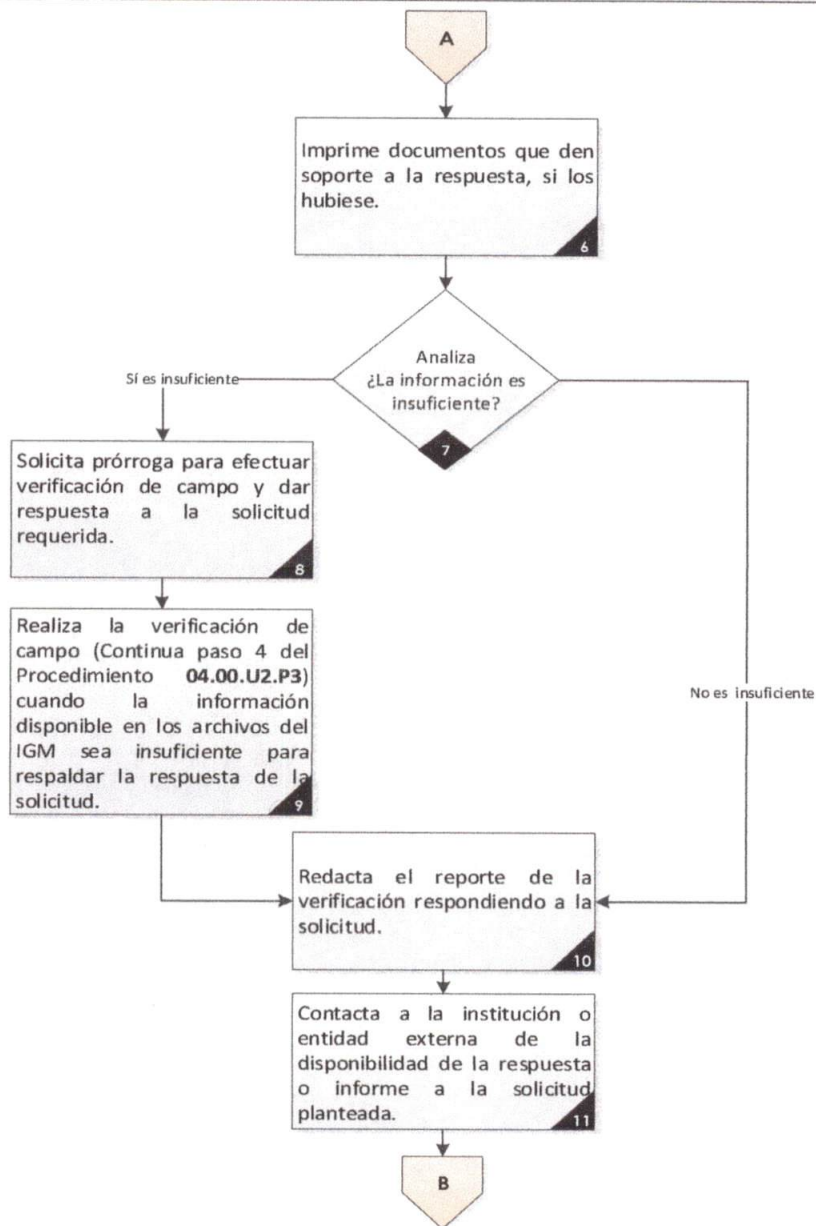 A
Imprime documentos que den
soporte a la respuesta, si los
hubiese.
6
Analiza
¿La información es
insuficiente?
7
Sí es insuficiente
No es insuficiente
Solicita prórroga para efectuar
verificación de campo y dar
respuesta a la solicitud
requerida.
8
Realiza la verificación de
campo (Continua paso 4 del
Procedimiento 04.00.U2.P3)
cuando la información
disponible en los archivos del
IGM sea insuficiente para
respaldar la respuesta de la
solicitud.
9
Redacta el reporte de la
verificación respondiendo a la
solicitud.
10
Contacta a la institución o
entidad externa de la
disponibilidad de la respuesta
o informe a la solicitud
planteada.
11
B